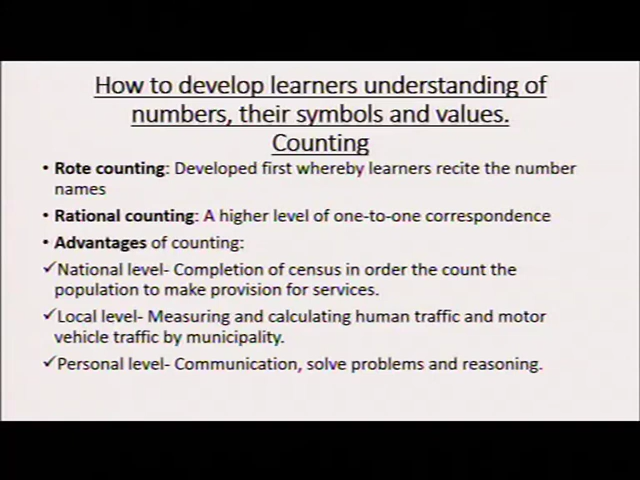 How to develop learners understanding of
numbers, their symbols and values.
Counting
• Rote counting: Developed first whereby learners recite the number
names
• Rational counting: A higher level of one-to-one correspondence
• Advantages of counting:
✓National level- Completion of census in order the count the
population to make provision for services.
✓Local level- Measuring and calculating human traffic and motor
vehicle traffic by municipality.
✓Personal level- Communication, solve problems and reasoning.